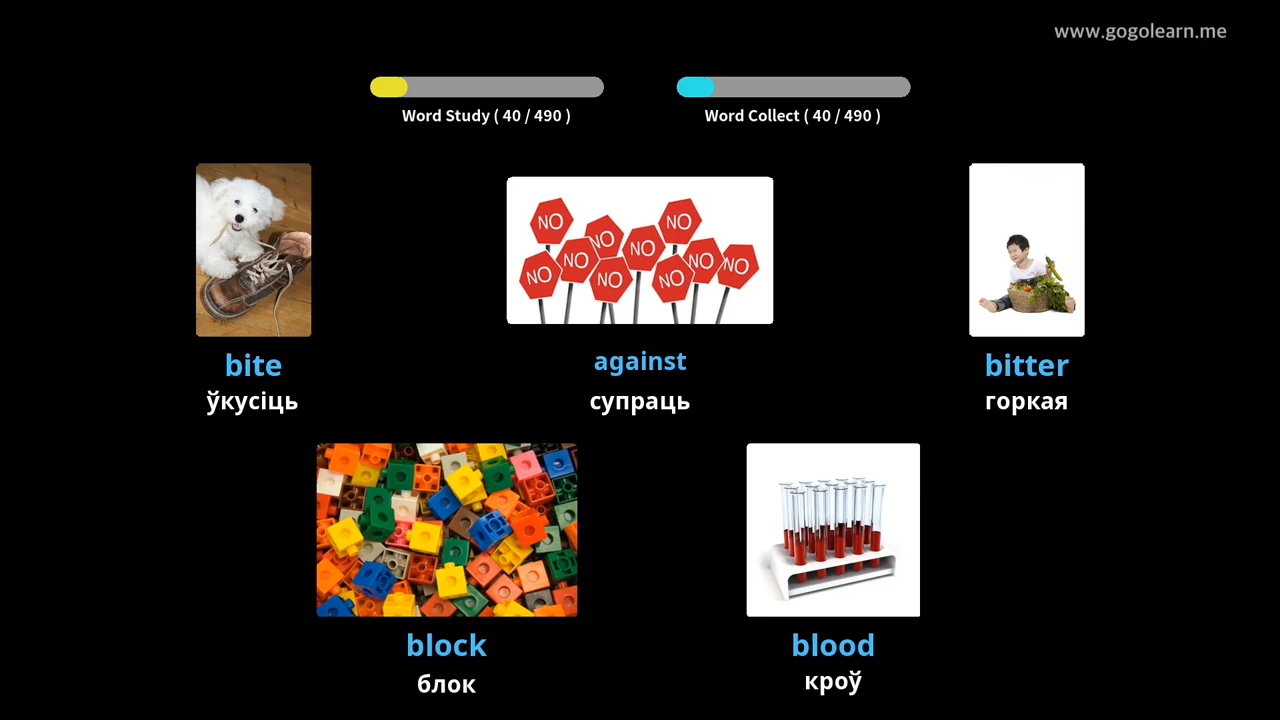 www.gogolearn.me
Word Study ( 40 / 490 )
Word Collect ( 40 / 490 )
NO
NO
NO
NO
NO
NO
NO
NO
NO
NO
bite
against
bitter
ўкусіць
супраць
горкая
block
blood
блок
кроў